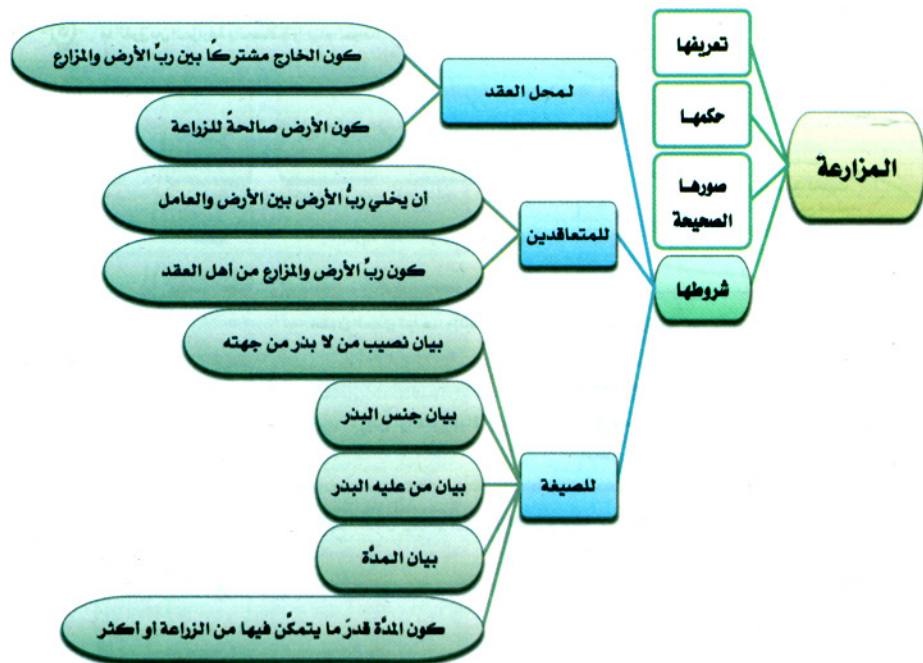 المزارعة
تعريفها
حكمها
صورها
الصحيحة
شروطها
لمحل العقد
كون الخارج مشتركًا بين ربِّ الأرض والمزارع
كون الأرض صالحةً للزراعة
للمتعاقدين
أن يخلي ربُّ الأرض بين الأرض والعامل
كون ربِّ الأرض والمزارع من أهل العقد
للصيغة
بيان نصيب من لا بذر من جهته
بيان جنس البذر
بيان من عليه البذر
بيان المدَّة
كون المدَّة قدرَ ما يتمكَّن فيها من الزراعة أو أكثر